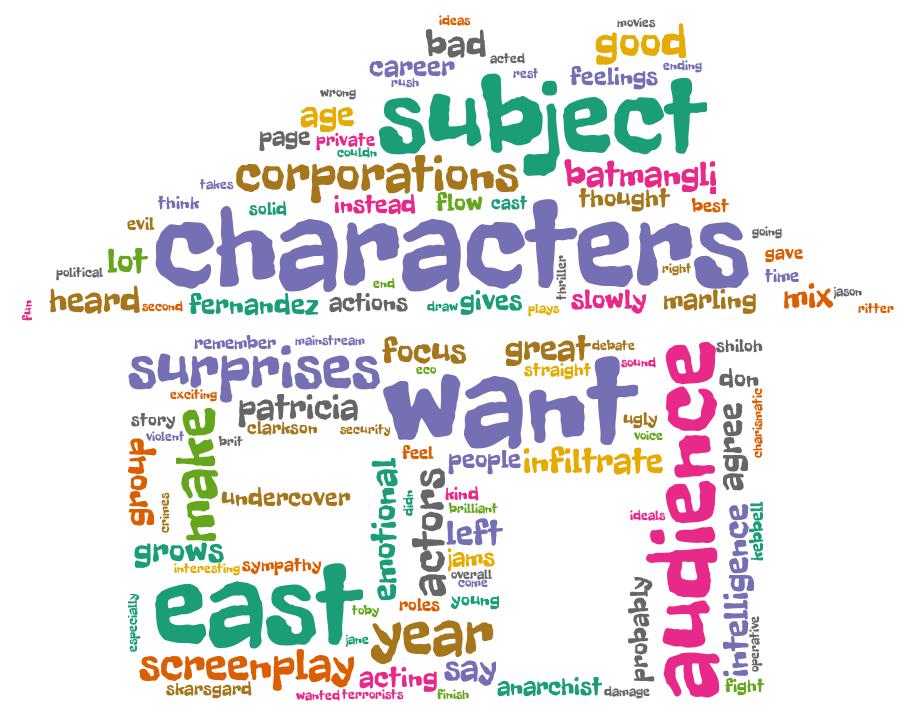 ideas
movies
bad
good
acted
career
rest
feelings
ending
rush
subject
wrong
age
page
private
couldn
corporations
batmangli
takes
think
solid
instead
flow
cast
thought
best
evil
characters
going
lot
political
end
thriller
right
gave
time
fun
heard
second
fernandez
actions
draw
gives
plays
slowly
marling
mix
jason
ritter
remember
mainstream
focus
great
debate
shiloh
surprises
eco
straight
sound
want
audience
don
exciting
patricia
story
violent
brit
clarkson
security
ugly
voice
charismatic
agree
make
group
crimes
feel
people
infiltrate
undercover
emotional
didn
actors
kind
brilliant
left
ideals
intelligence
kebbell
grows
interesting
sympathy
jams
overall
come
young
roles
especially
east
toby
jane
year
probably
operative
screenplay
acting
say
skarsgard
wanted
terrorists
finish
anarchist
damage
fight